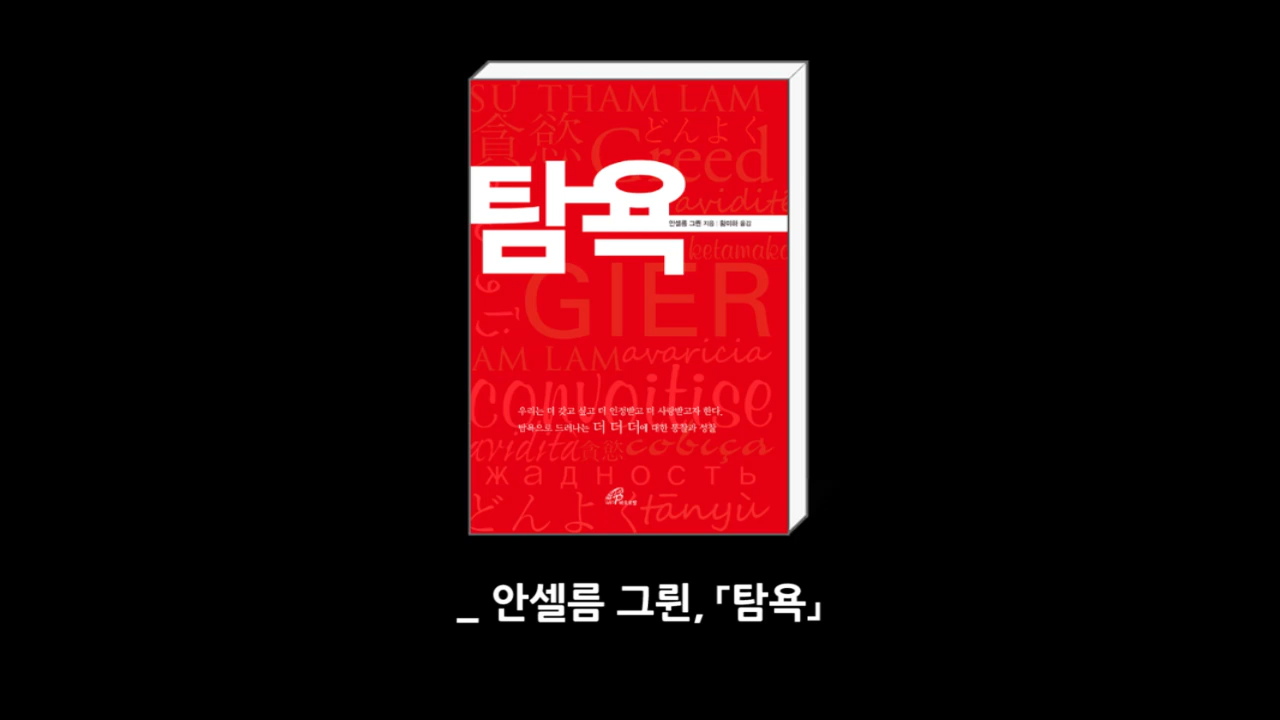 SỰ THAM LAM
貪慾
どんよく
Greed
탐욕
avidité
안셀름 그륀 지음 | 황미하 옮김
ketamak
GIER
AM LAM
avaricia
convoitise
우리는 더 갖고 싶고 더 인정받고 더 사랑받고자 한다.
탐욕으로 드러나는 더 더 더에 대한 통찰과 성찰
avidità
貪慾
cobiça
жадность
どんよく
tānyù
_ 안셀름 그륀, 「탐욕」